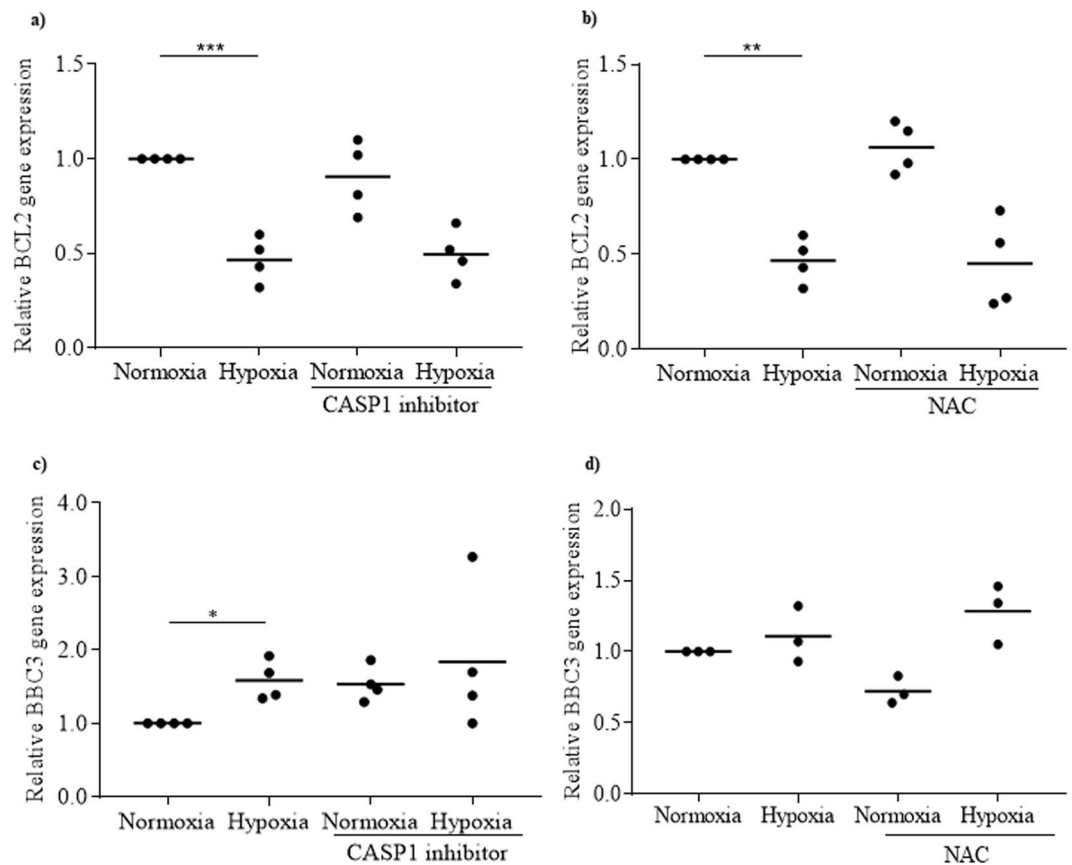 a)
Relative BCL2 gene expression
1.5
1.0
0.5
0.0
***
Normoxia Hypoxia Normoxia Hypoxia
CASP1 inhibitor
b)
Relative BCL2 gene expression
1.5
1.0
0.5
0.0
**
Normoxia Hypoxia Normoxia Hypoxia
NAC
c)
Relative BBC3 gene expression
4.0
3.0
2.0
1.0
0.0
*
Normoxia Hypoxia Normoxia Hypoxia
CASP1 inhibitor
d)
Relative BBC3 gene expression
2.0
1.5
1.0
0.5
0.0
Normoxia Hypoxia Normoxia Hypoxia
NAC